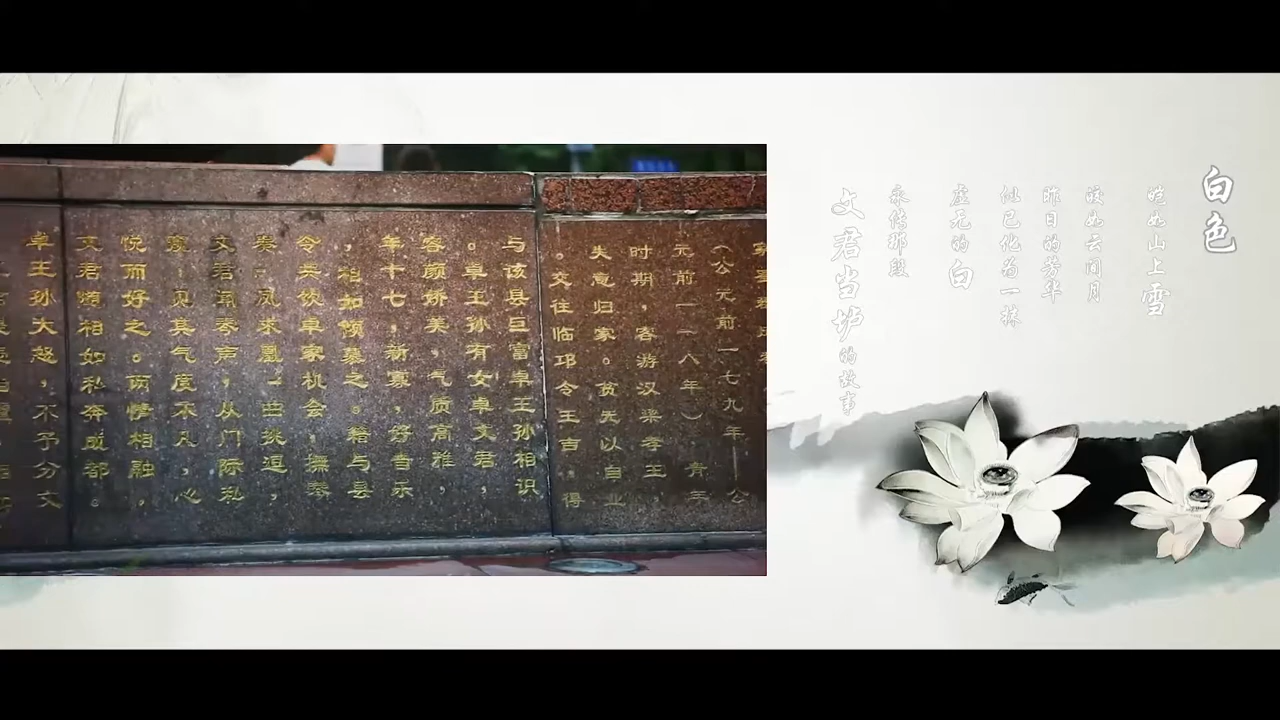 白色
皑如山上雪
皎如云间月
昨日的芳华
似已化为一抹
虚无的白
永传那段
文君当垆的故事
（公元前一七九年—公
元前一一八年），青年
时期，客游汉梁孝王，
失意归家。贫无以自业
。交往临邛令王吉，得
与该县巨富卓王孙相识
。卓王孙有女卓文君，
容颜娇美，气质高雅，
年十七，新寡，好音乐
，相如倾慕之。籍与县
令共饮卓家机会，抚琴
奏《凤求凰》一曲挑逗，
文君闻琴声，从门隙私
窥，见其气度不凡，心
悦而好之。两情相融，
文君随相如私奔成都。
卓王孙大怒，不予分文